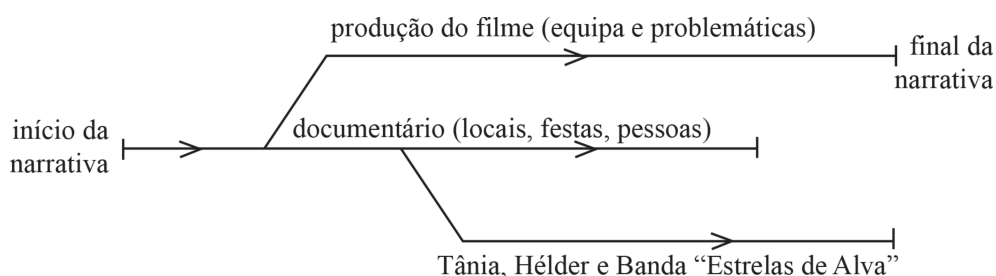 produção do filme (equipa e problemáticas)
final da
narrativa
início da
narrativa
documentário (locais, festas, pessoas)
Tânia, Hélder e Banda “Estrelas de Alva”